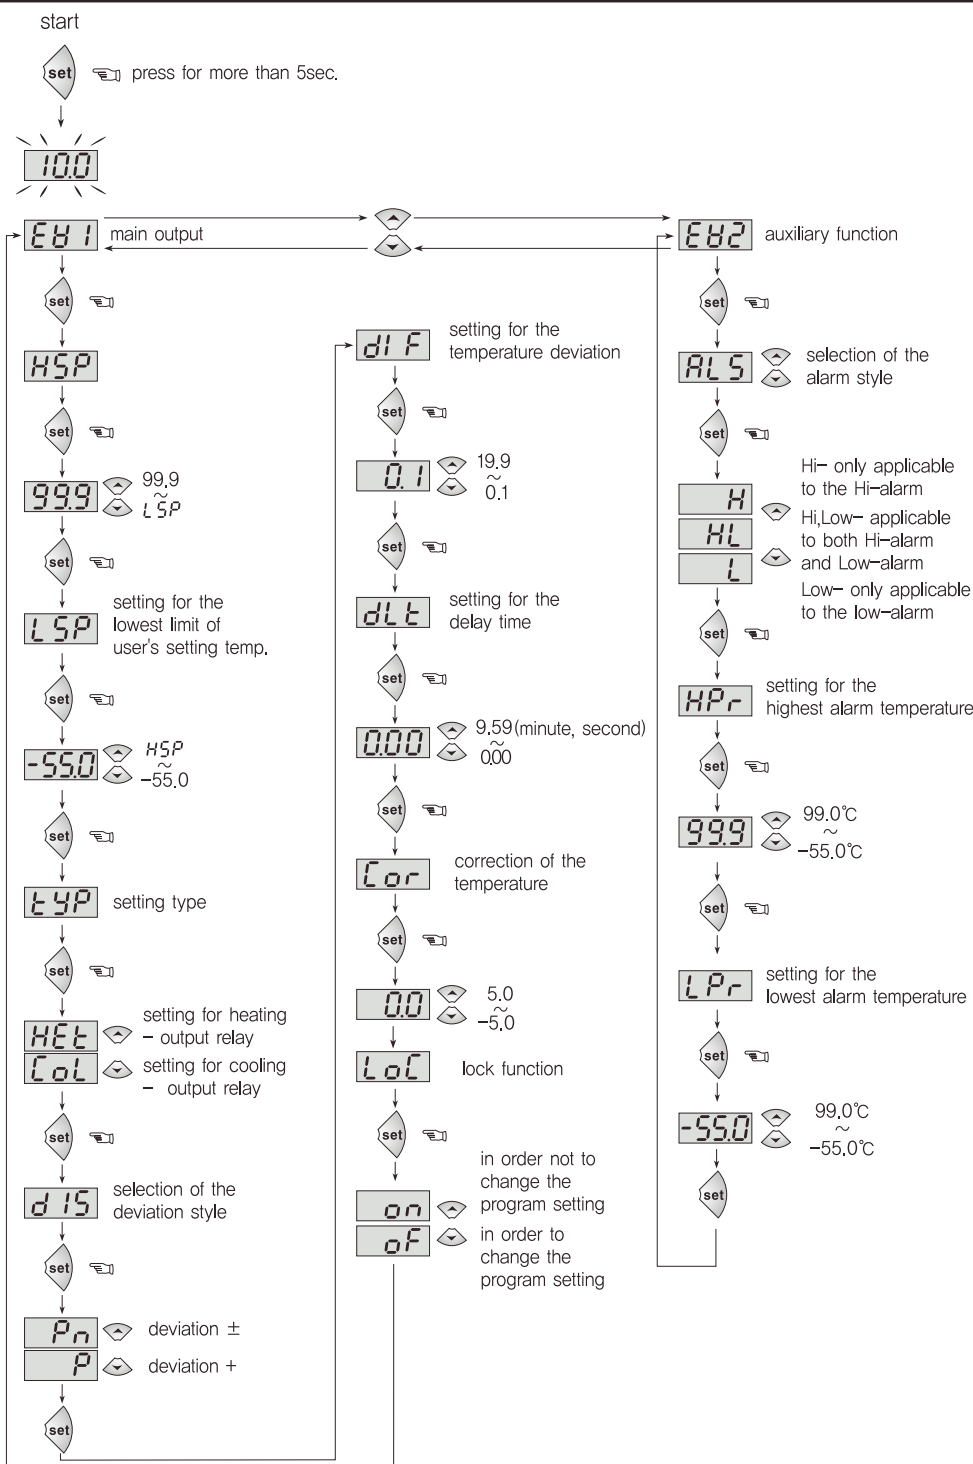 start
set
press for more than 5sec.
10.0
EH1
main output
set
HSP
set
99.9
99.9
~
LSP
set
LSP
setting for the
lowest limit of
user's setting temp.
set
-55.0
HSP
~
-55.0
set
tyP
setting type
set
HEt
setting for heating
- output relay
CoL
setting for cooling
- output relay
set
dIS
selection of the
deviation style
set
Pn
deviation ±
P
deviation +
set
dIF
setting for the
temperature deviation
set
0.1
19.9
~
0.1
set
dLt
setting for the
delay time
set
0.00
9.59(minute, second)
~
0.00
set
Cor
correction of the
temperature
set
0.0
5.0
~
-5.0
LoC
lock function
set
on
in order not to
change the
program setting
oF
in order to
change the
program setting
EH2
auxiliary function
set
ALS
selection of the
alarm style
set
H
Hi- only applicable
to the Hi-alarm
HL
Hi,Low- applicable
to both Hi-alarm
and Low-alarm
L
Low- only applicable
to the low-alarm
set
HPr
setting for the
highest alarm temperature
set
99.9
99.0℃
~
-55.0℃
set
LPr
setting for the
lowest alarm temperature
set
-55.0
99.0℃
~
-55.0℃
set